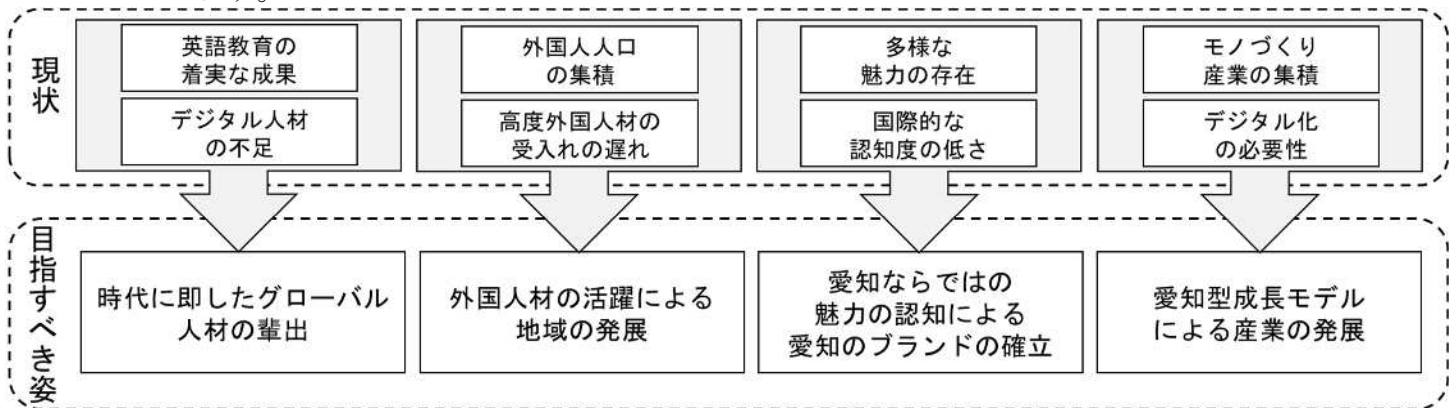 現状
英語教育の
着実な成果
デジタル人材
の不足
外国人人口
の集積
高度外国人材の
受入れの遅れ
多様な
魅力の存在
国際的な
認知度の低さ
モノづくり
産業の集積
デジタル化
の必要性
目指すべき姿
時代に即したグローバル
人材の輩出
外国人材の活躍による
地域の発展
愛知ならではの
魅力の認知による
愛知のブランドの確立
愛知型成長モデル
による産業の発展